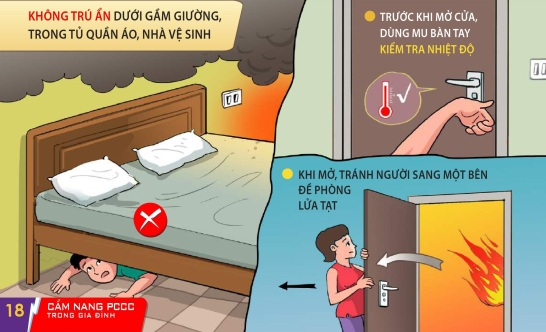 KHÔNG TRÚ ẨN DƯỚI GẦM GIƯỜNG,
TRONG TỦ QUẦN ÁO, NHÀ VỆ SINH
TRƯỚC KHI MỞ CỬA,
DÙNG MU BÀN TAY
KIỂM TRA NHIỆT ĐỘ
KHI MỞ, TRÁNH NGƯỜI SANG MỘT BÊN
ĐỀ PHÒNG
LỬA TẠT
18
CẨM NANG PCCC
TRONG GIA ĐÌNH